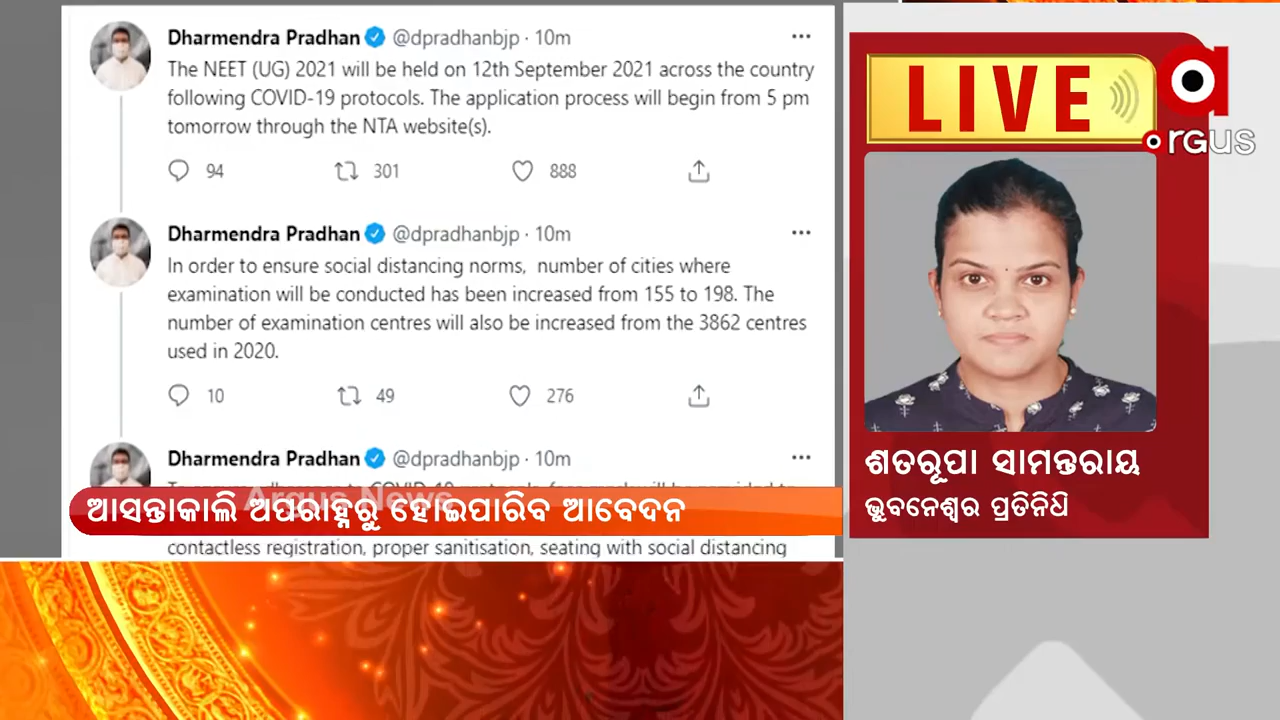 Dharmendra Pradhan @dpradhanbjp · 10m
The NEET (UG) 2021 will be held on 12th September 2021 across the country
following COVID-19 protocols. The application process will begin from 5 pm
tomorrow through the NTA website(s).
94 301 888
Dharmendra Pradhan @dpradhanbjp · 10m
In order to ensure social distancing norms, number of cities where
examination will be conducted has been increased from 155 to 198. The
number of examination centres will also be increased from the 3862 centres
used in 2020.
10 49 276
Dharmendra Pradhan @dpradhanbjp · 10m
Argus News
ଆସନ୍ତାକାଲି ଅପରାହ୍ନରୁ ହୋଇପାରିବ ଆବେଦନ
contactless registration, proper sanitisation, seating with social distancing
LIVE
argus
ଶତରୂପା ସାମନ୍ତରାୟ
ଭୁବନେଶ୍ୱର ପ୍ରତିନିଧି